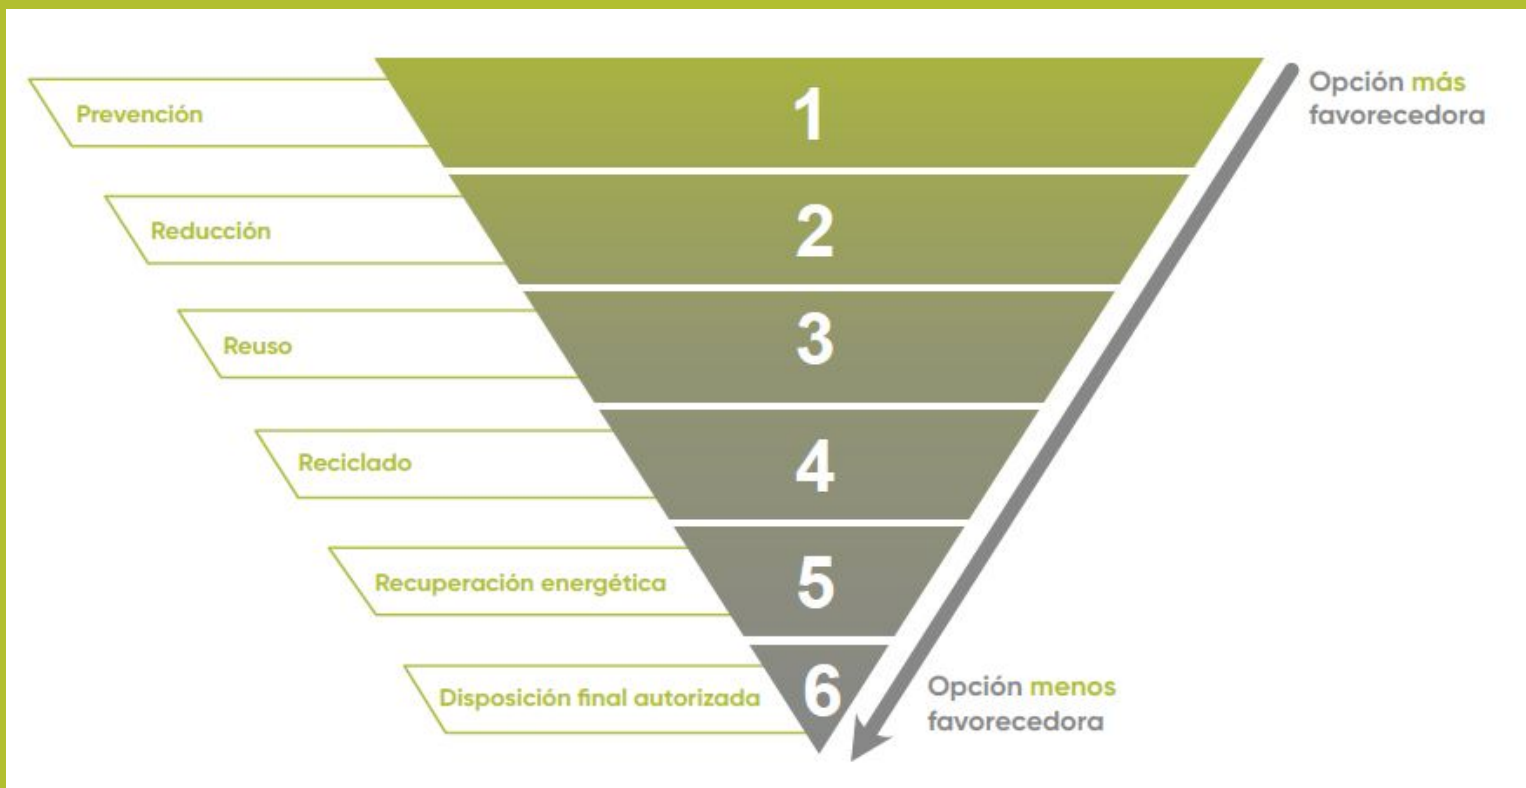 Prevención
1
Opción más
favorecedora
Reducción
2
Reuso
3
Reciclado
4
Recuperación energética
5
Disposición final autorizada
6
Opción menos
favorecedora